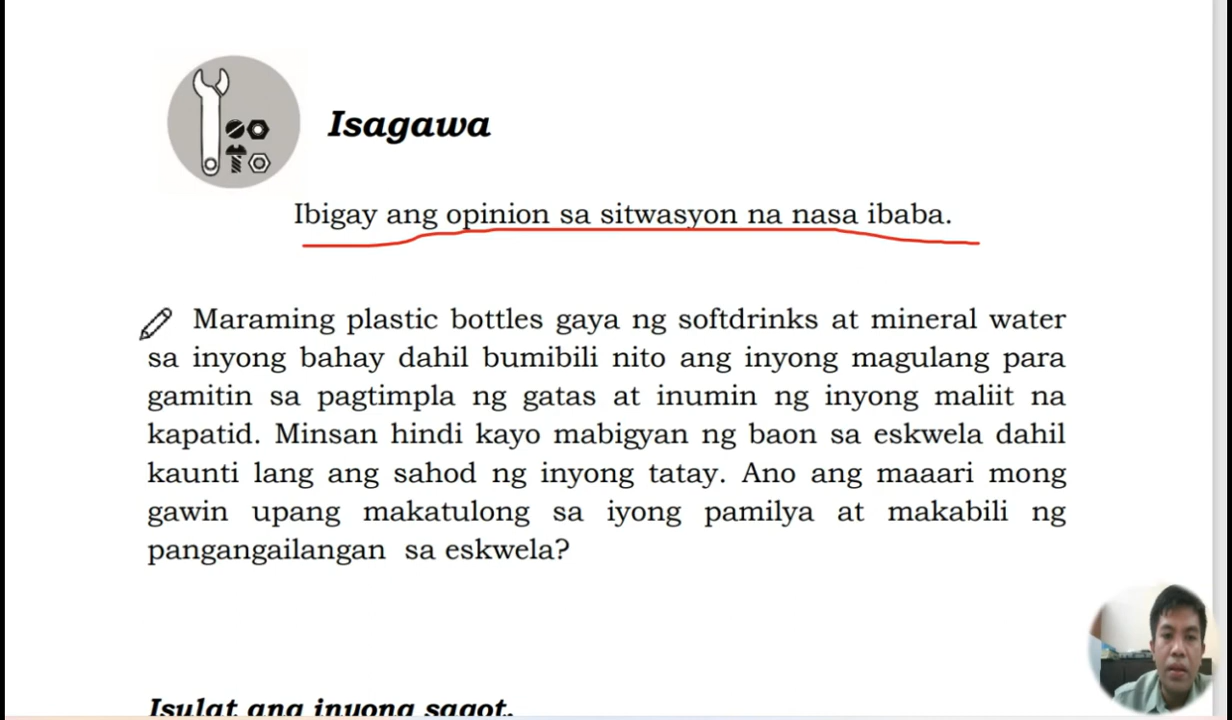 Isagawa
Ibigay ang opinion sa sitwasyon na nasa ibaba.
Maraming plastic bottles gaya ng softdrinks at mineral water
sa inyong bahay dahil bumibili nito ang inyong magulang para
gamitin sa pagtimpla ng gatas at inumin ng inyong maliit na
kapatid. Minsan hindi kayo mabigyan ng baon sa eskwela dahil
kaunti lang ang sahod ng inyong tatay. Ano ang maaari mong
gawin upang makatulong sa iyong pamilya at makabili ng
pangangailangan sa eskwela?
Isulat ang inyong sagot.